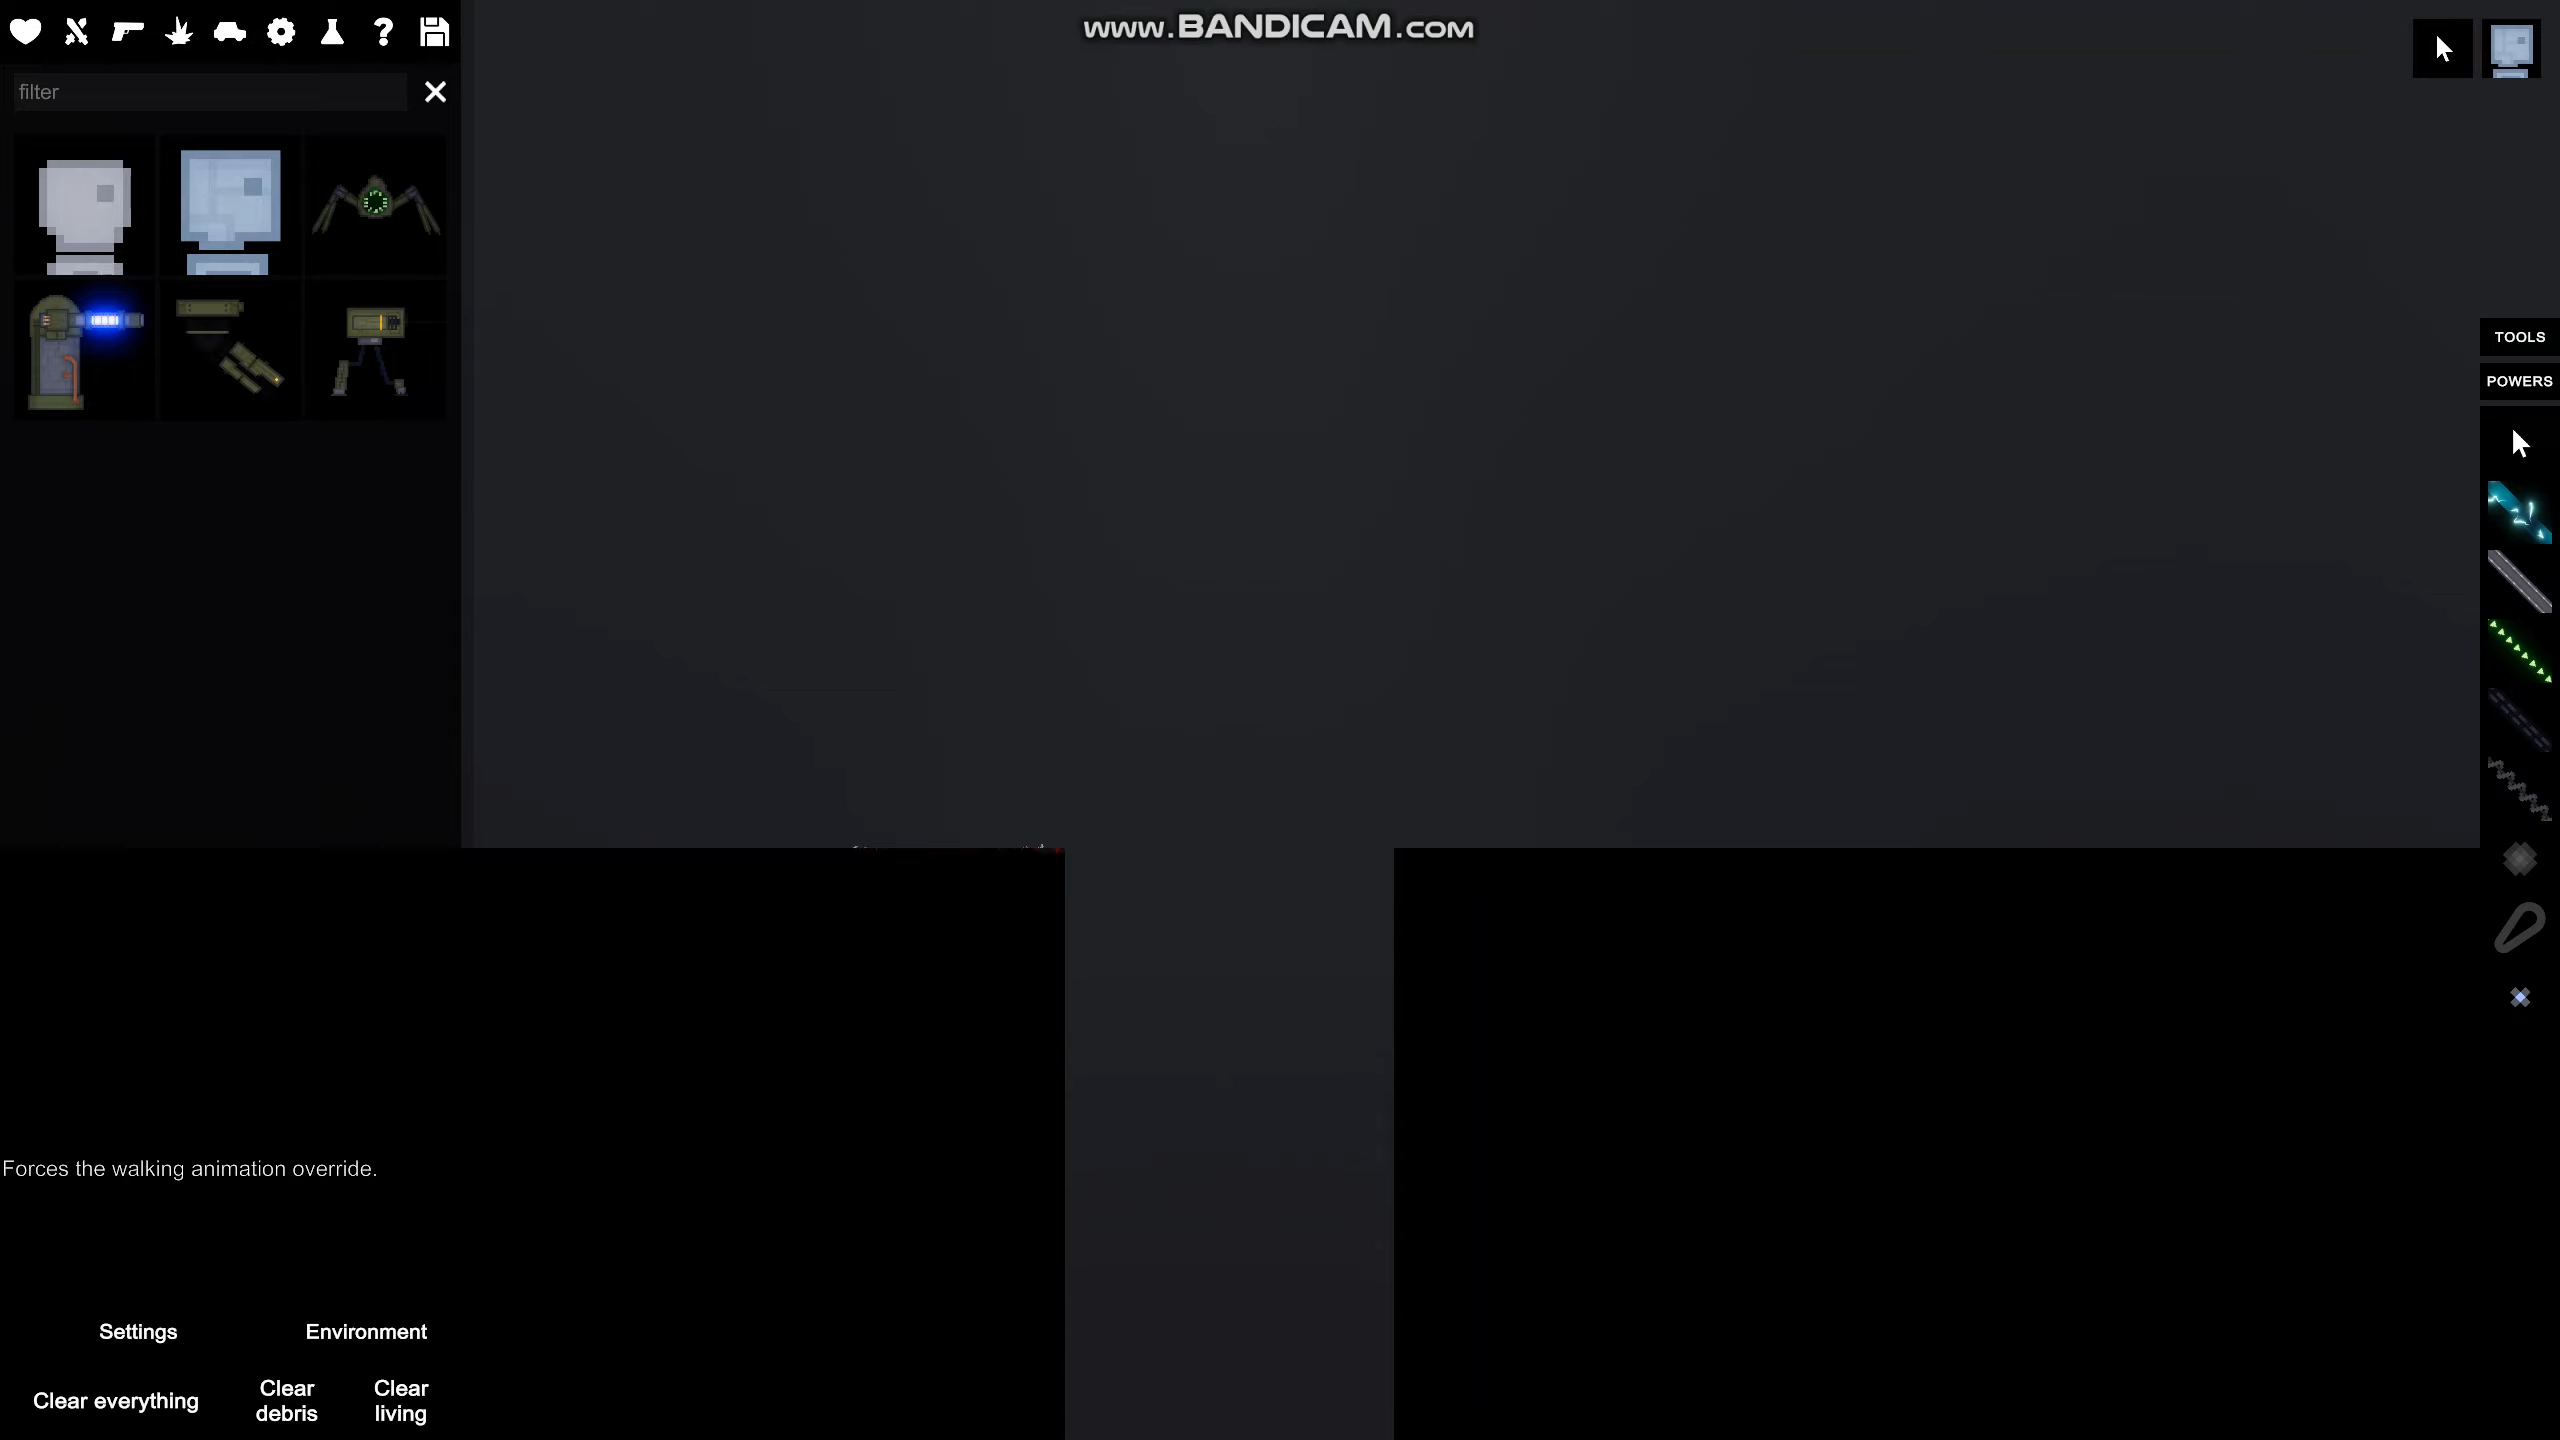 www.BANDICAM.com
filter
TOOLS
POWERS
Forces the walking animation override.
Settings
Environment
Clear everything
Clear
debris
Clear
living